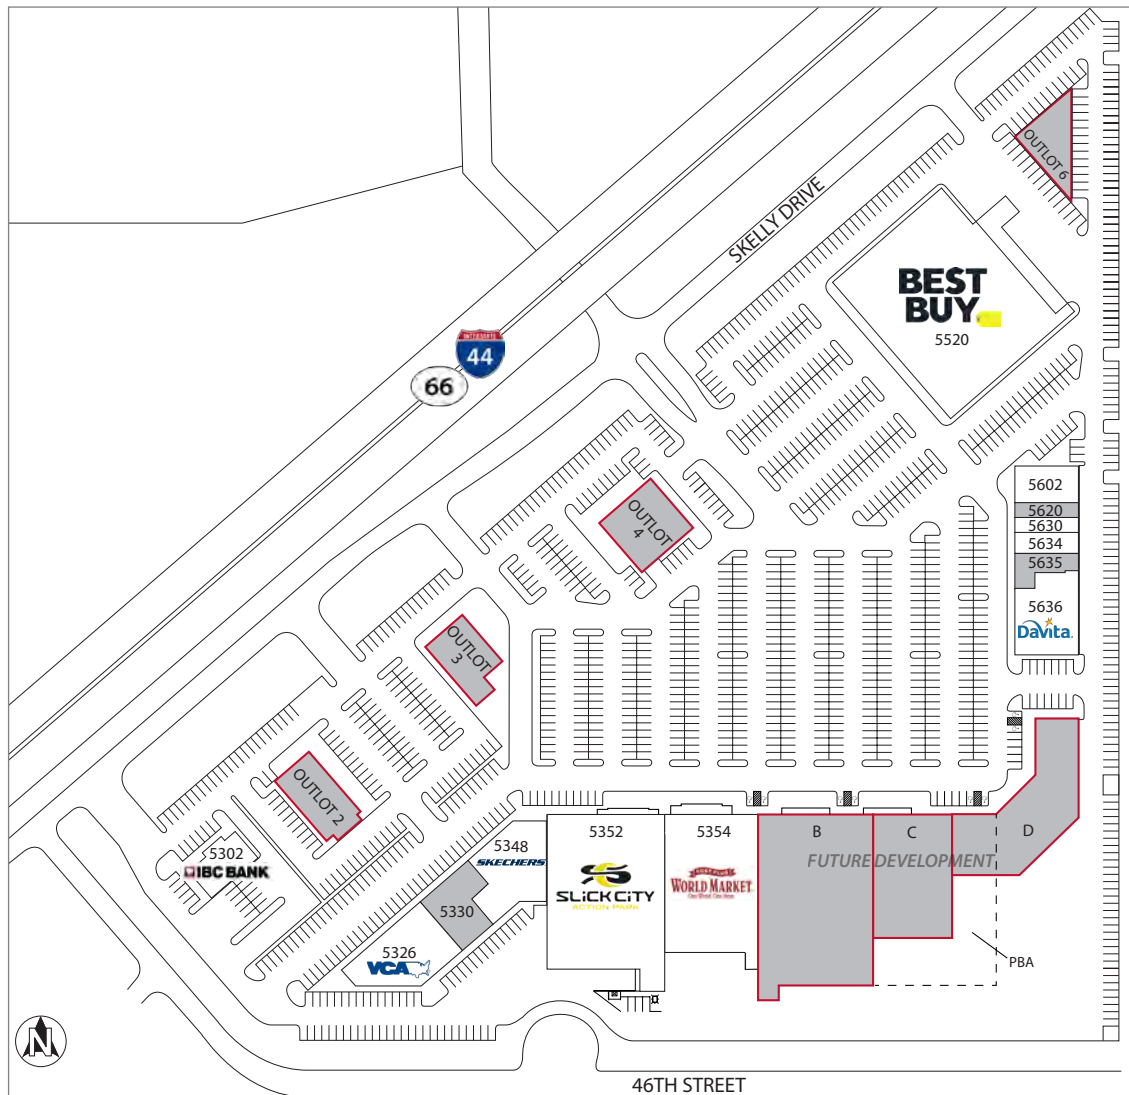 OUTLOT 6
SKELLY DRIVE
BEST
BUY
5520
INTERSTATE
44
66
5602
5620
5630
5634
5635
5636
DaVita.
OUTLOT
4
OUTLOT
3
OUTLOT 2
5302
IBC BANK
5348
SKECHERS
5330
5326
VCA
5352
SLICK CITY
ACTION PARK
5354
COST PLUS
WORLD MARKET
B
C
D
FUTURE DEVELOPMENT
PBA
N
46TH STREET